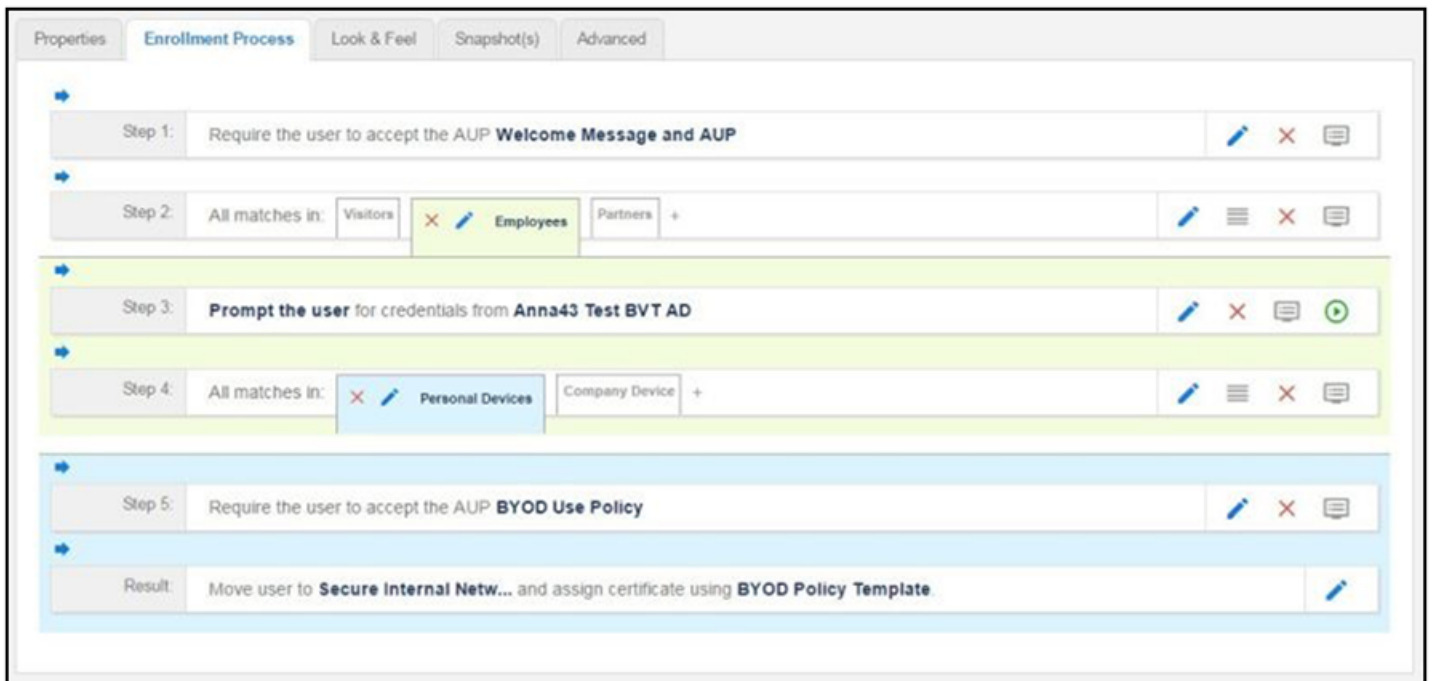 Properties Enrollment Process Look & Feel Snapshot(s) Advanced
Step 1: Require the user to accept the AUP Welcome Message and AUP
Step 2: All matches in: Visitors Employees Partners +
Step 3: Prompt the user for credentials from Anna43 Test BVT AD
Step 4: All matches in: Personal Devices Company Device +
Step 5: Require the user to accept the AUP BYOD Use Policy
Result: Move user to Secure Internal Netw... and assign certificate using BYOD Policy Template.